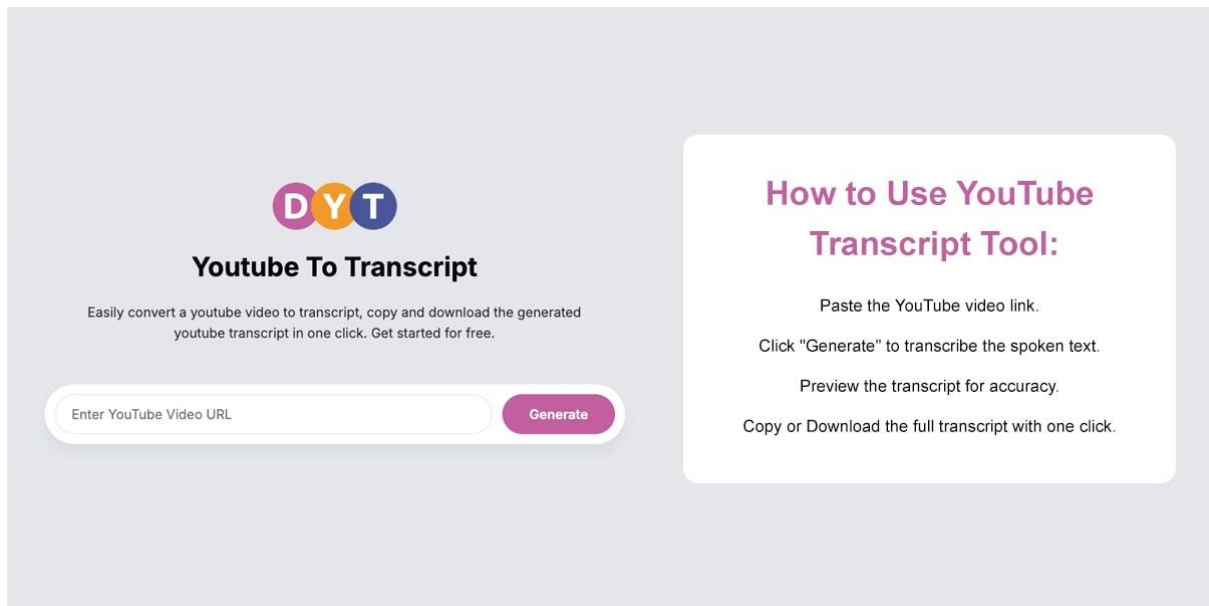 DYT
Youtube To Transcript
Easily convert a youtube video to transcript, copy and download the generated
youtube transcript in one click. Get started for free.
Enter YouTube Video URL
Generate
How to Use YouTube
Transcript Tool:
Paste the YouTube video link.
Click "Generate" to transcribe the spoken text.
Preview the transcript for accuracy.
Copy or Download the full transcript with one click.